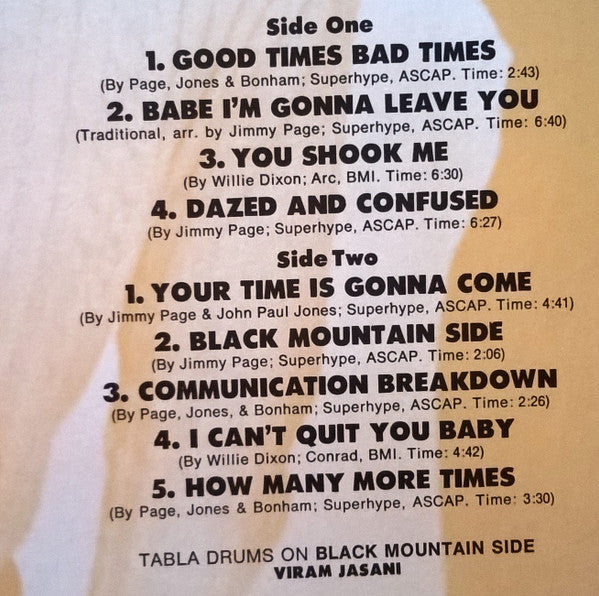 Side One
1. GOOD TIMES BAD TIMES
(By Page, Jones & Bonham; Superhype, ASCAP. Time: 2:43)
2. BABE I'M GONNA LEAVE YOU
(Traditional, arr. by Jimmy Page; Superhype, ASCAP. Time: 6:40)
3. YOU SHOOK ME
(By Willie Dixon; Arc, BMI. Time: 6:30)
4. DAZED AND CONFUSED
(By Jimmy Page; Superhype, ASCAP. Time: 6:27)
Side Two
1. YOUR TIME IS GONNA COME
(By Jimmy Page & John Paul Jones; Superhype, ASCAP. Time: 4:41)
2. BLACK MOUNTAIN SIDE
(By Jimmy Page; Superhype, ASCAP. Time: 2:06)
3. COMMUNICATION BREAKDOWN
(By Page, Jones, & Bonham; Superhype, ASCAP. Time: 2:26)
4. I CAN'T QUIT YOU BABY
(By Willie Dixon; Conrad, BMI. Time: 4:42)
5. HOW MANY MORE TIMES
(By Page, Jones & Bonham; Superhype, ASCAP. Time: 3:30)
TABLA DRUMS ON BLACK MOUNTAIN SIDE
VIRAM JASANI